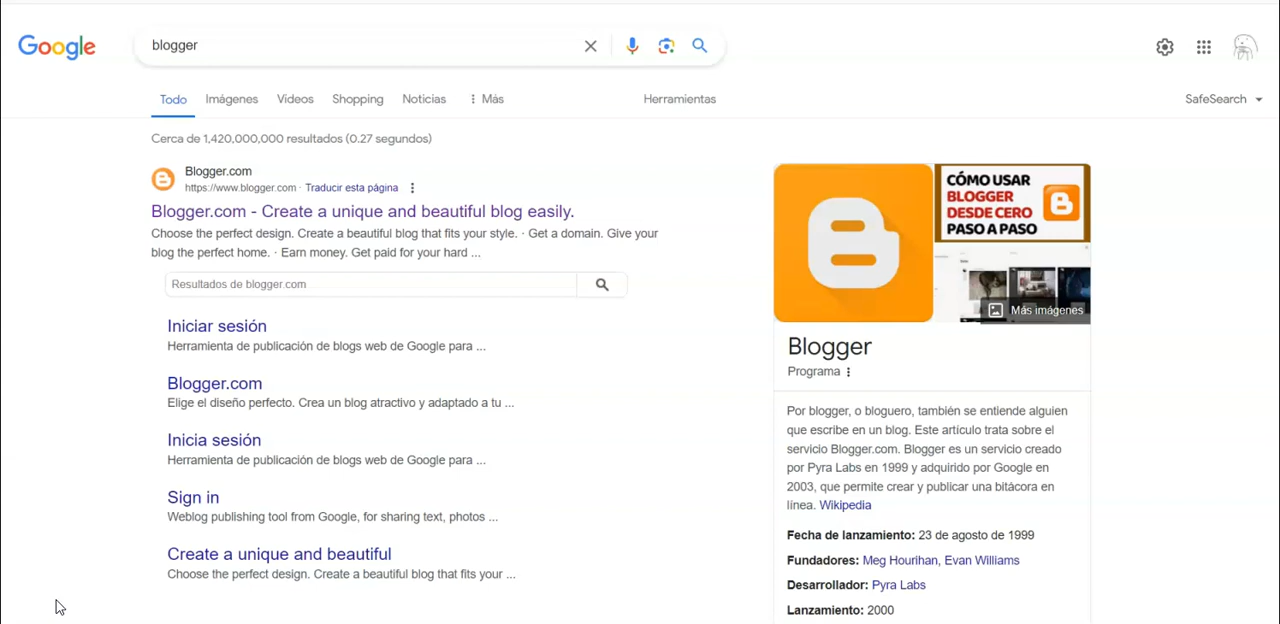 Google
blogger
Todo
Imágenes
Vídeos
Shopping
Noticias
Más
Herramientas
SafeSearch
Cerca de 1,420,000,000 resultados (0.27 segundos)
Blogger.com
https://www.blogger.com · Traducir esta página
Blogger.com - Create a unique and beautiful blog easily.
Choose the perfect design. Create a beautiful blog that fits your style. · Get a domain. Give your
blog the perfect home. · Earn money. Get paid for your hard ...
Resultados de blogger.com
Iniciar sesión
Herramienta de publicación de blogs web de Google para ...
Blogger.com
Elige el diseño perfecto. Crea un blog atractivo y adaptado a tu ...
Inicia sesión
Herramienta de publicación de blogs web de Google para ...
Sign in
Weblog publishing tool from Google, for sharing text, photos ...
Create a unique and beautiful
Choose the perfect design. Create a beautiful blog that fits your ...
CÓMO USAR
BLOGGER
DESDE CERO
PASO A PASO
Más imágenes
Blogger
Programa
Por blogger, o bloguero, también se entiende alguien
que escribe en un blog. Este artículo trata sobre el
servicio Blogger.com. Blogger es un servicio creado
por Pyra Labs en 1999 y adquirido por Google en
2003, que permite crear y publicar una bitácora en
línea. Wikipedia
Fecha de lanzamiento: 23 de agosto de 1999
Fundadores: Meg Hourihan, Evan Williams
Desarrollador: Pyra Labs
Lanzamiento: 2000